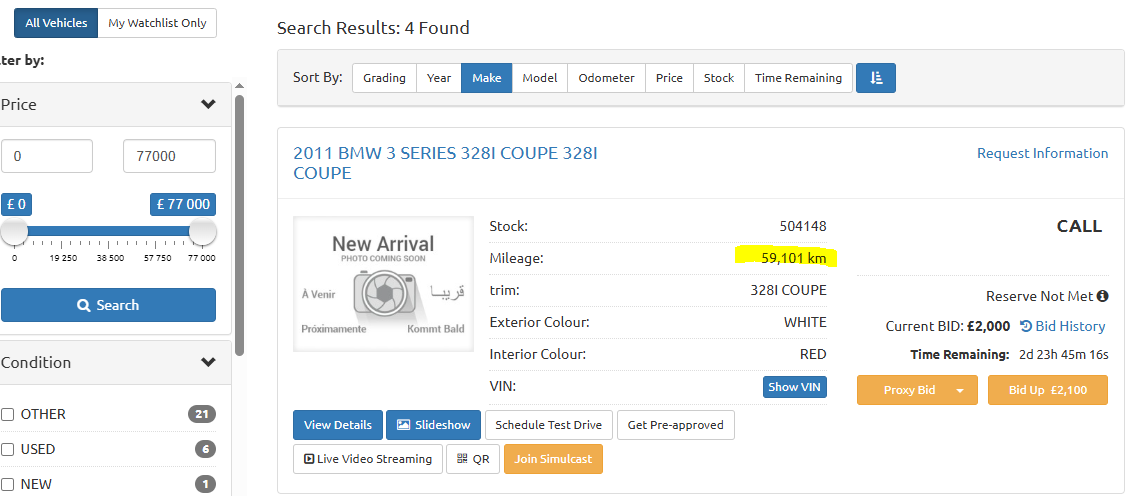 All Vehicles
My Watchlist Only
ter by:
Price
0
77000
£ 0
£ 77 000
0
19 250
38 500
57 750
77 000
Search
Condition
OTHER
21
USED
6
NEW
1
Search Results: 4 Found
Sort By:
Grading
Year
Make
Model
Odometer
Price
Stock
Time Remaining
2011 BMW 3 SERIES 328I COUPE 328I
COUPE
Request Information
New Arrival
PHOTO COMING SOON
À Venir
قريبا
Próximamente
Kommt Bald
Stock:
504148
Mileage:
59,101 km
trim:
328I COUPE
Exterior Colour:
WHITE
Interior Colour:
RED
VIN:
Show VIN
CALL
Reserve Not Met
Current BID: £2,000
Bid History
Time Remaining: 2d 23h 45m 16s
Proxy Bid
Bid Up £2,100
View Details
Slideshow
Schedule Test Drive
Get Pre-approved
Live Video Streaming
QR
Join Simulcast